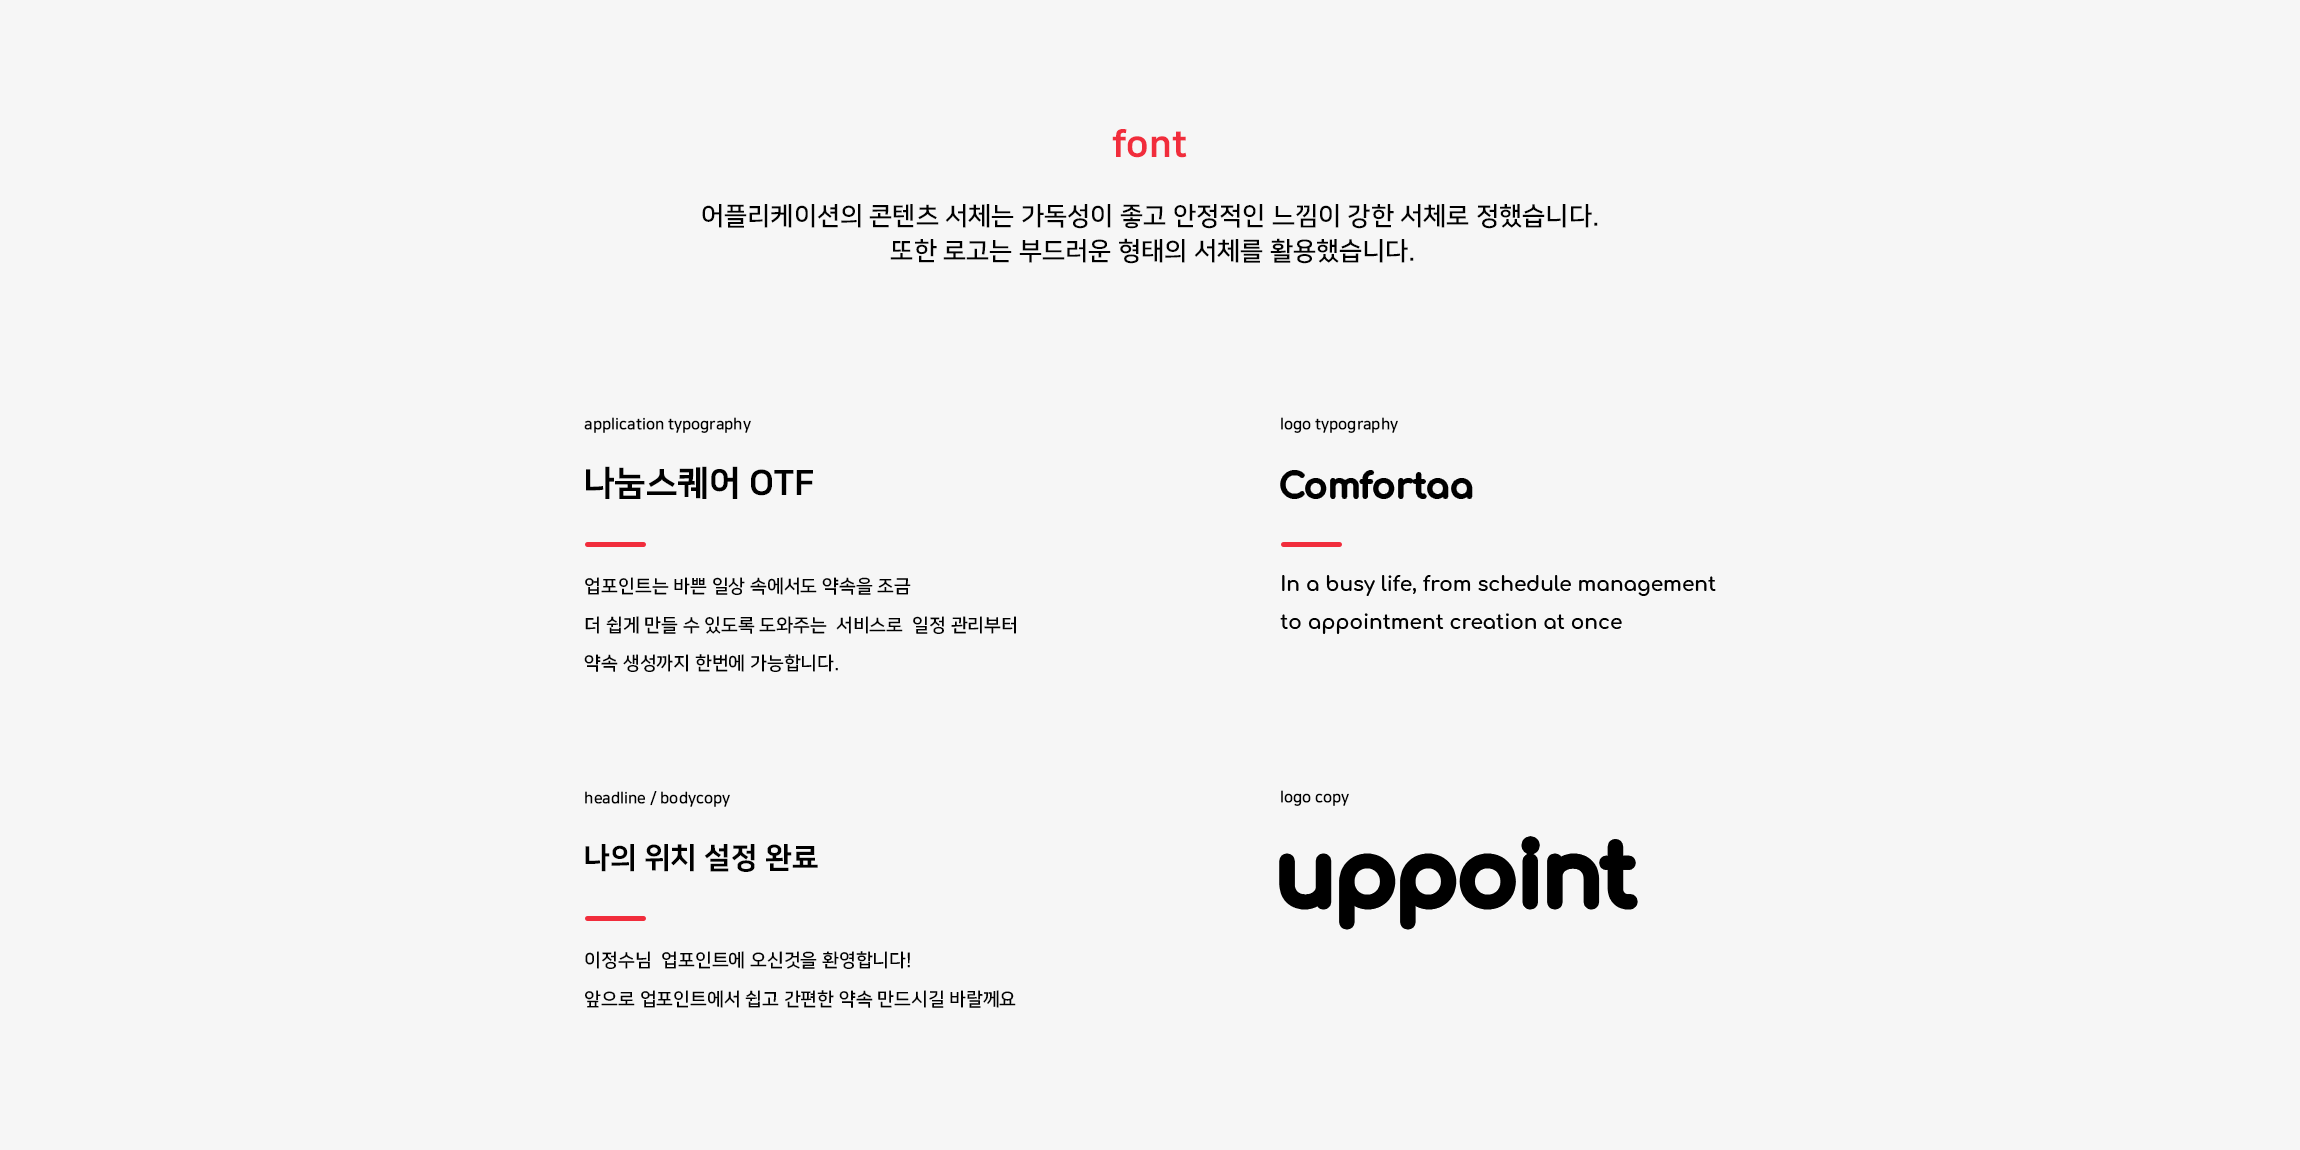 font
어플리케이션의 콘텐츠 서체는 가독성이 좋고 안정적인 느낌이 강한 서체로 정했습니다.
또한 로고는 부드러운 형태의 서체를 활용했습니다.
application typography
나눔스퀘어 OTF
업포인트는 바쁜 일상 속에서도 약속을 조금
더 쉽게 만들 수 있도록 도와주는 서비스로 일정 관리부터
약속 생성까지 한번에 가능합니다.
logo typography
Comfortaa
In a busy life, from schedule management
to appointment creation at once
headline / bodycopy
나의 위치 설정 완료
이정수님 업포인트에 오신것을 환영합니다!
앞으로 업포인트에서 쉽고 간편한 약속 만드시길 바랄께요
logo copy
uppoint